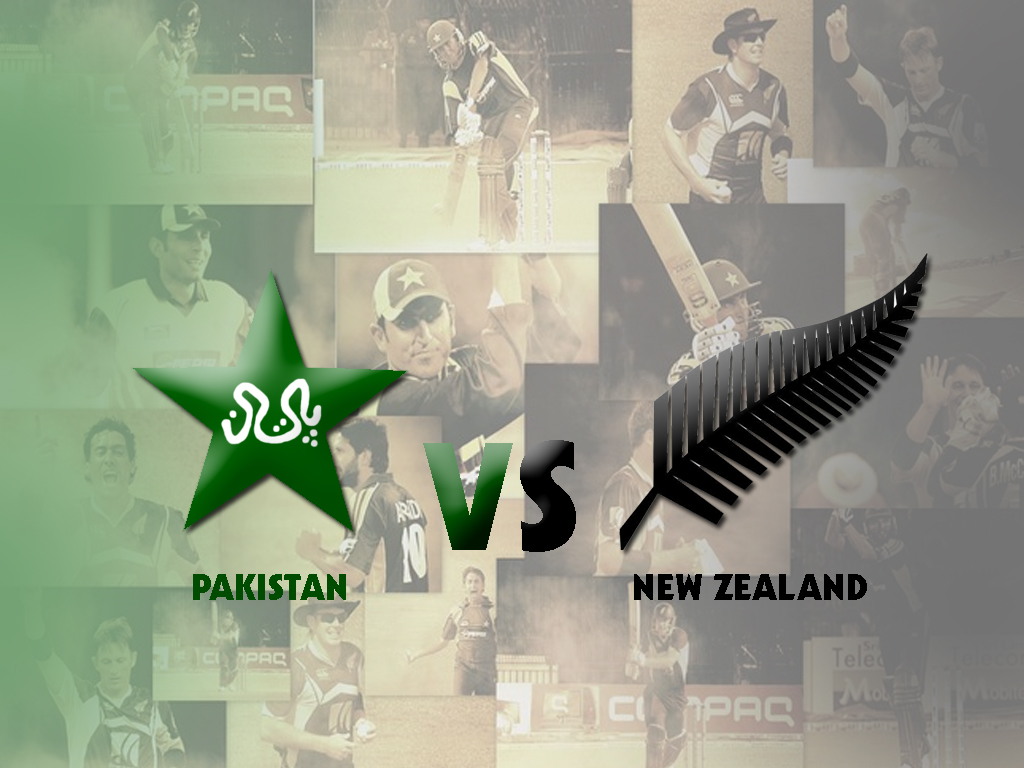 COMPAQ
پاکستان
AFRIDI
10
VS
PAKISTAN
NEW ZEALAND
COMPAQ
COMPAQ